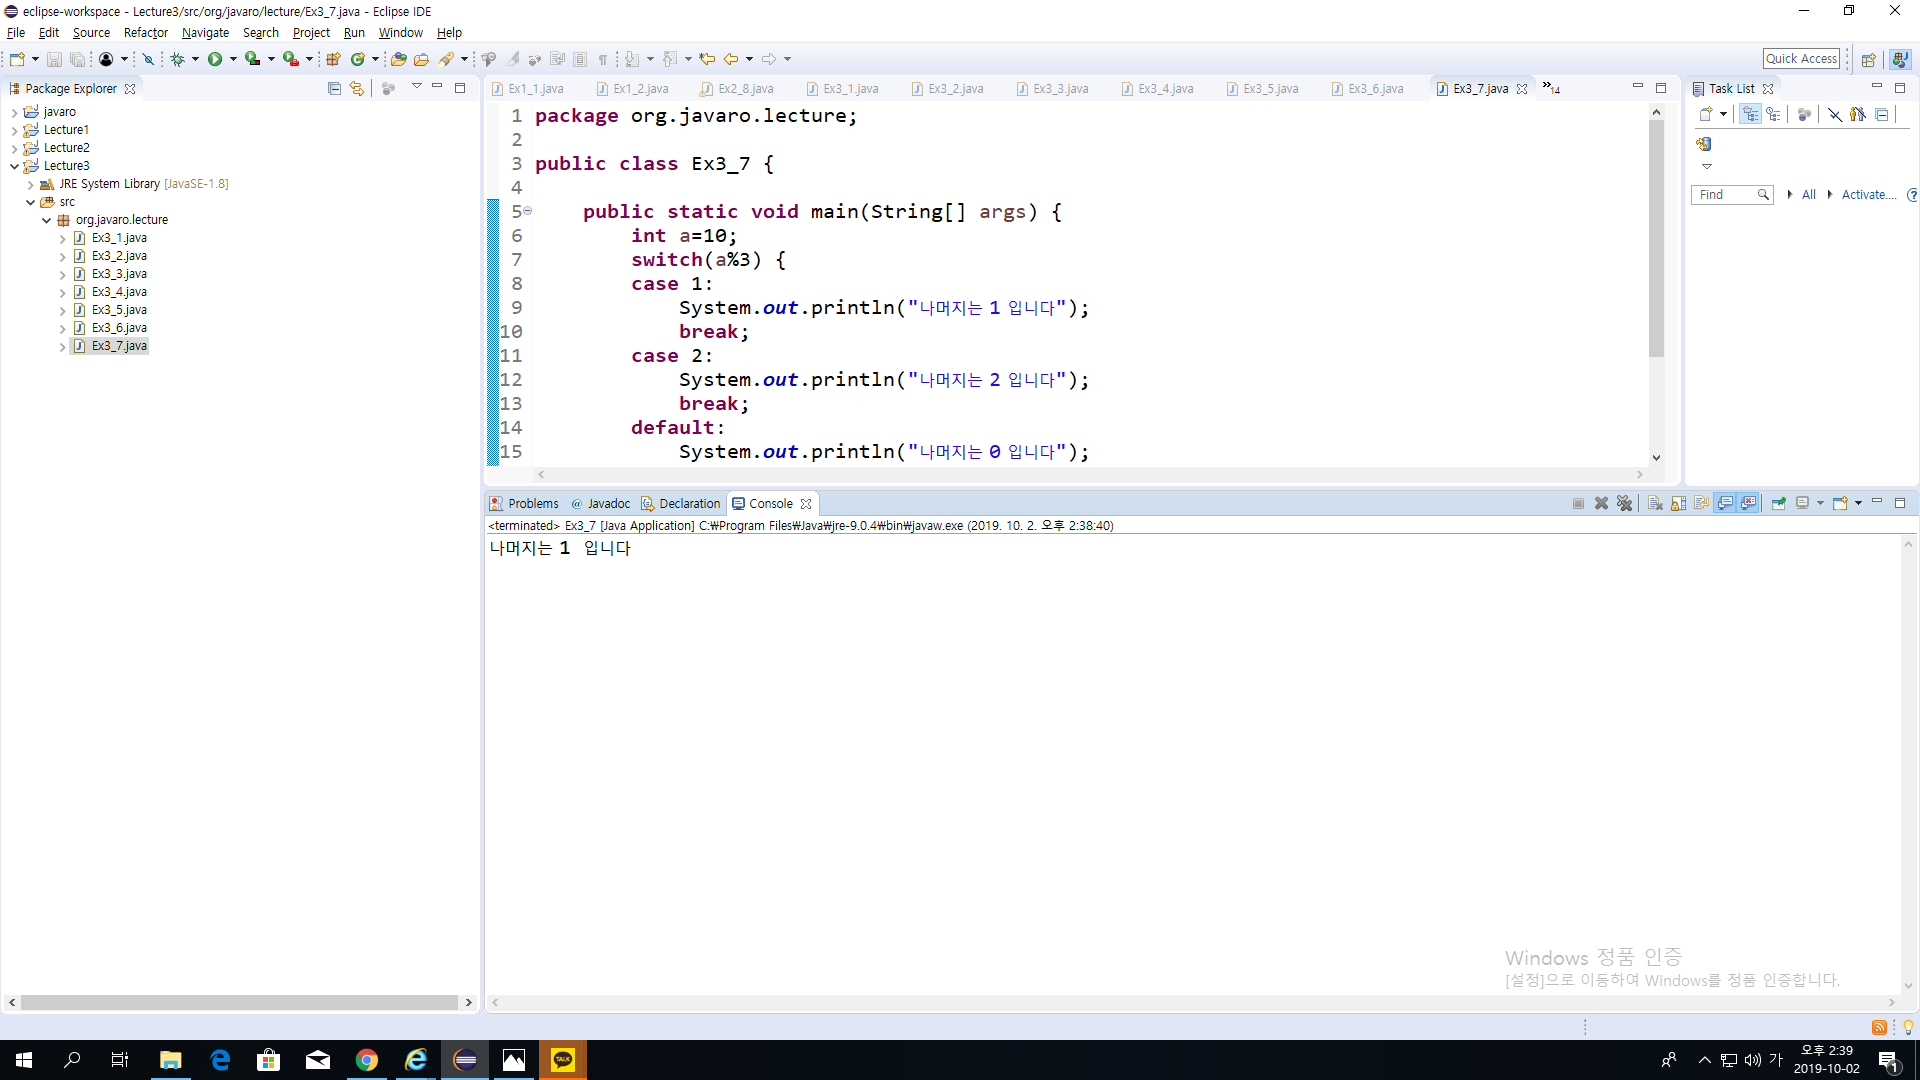 eclipse-workspace - Lecture3/src/org/javaro/lecture/Ex3_7.java - Eclipse IDE
File Edit Source Refactor Navigate Search Project Run Window Help
Quick Access
Package Explorer
javaro
Lecture1
Lecture2
Lecture3
JRE System Library [JavaSE-1.8]
src
org.javaro.lecture
Ex3_1.java
Ex3_2.java
Ex3_3.java
Ex3_4.java
Ex3_5.java
Ex3_6.java
Ex3_7.java
Ex1_1.java Ex1_2.java Ex2_8.java Ex3_1.java Ex3_2.java Ex3_3.java Ex3_4.java Ex3_5.java Ex3_6.java Ex3_7.java »14
1 package org.javaro.lecture;
2
3 public class Ex3_7 {
4
5 public static void main(String[] args) {
6 int a=10;
7 switch(a%3) {
8 case 1:
9 System.out.println("나머지는 1 입니다");
10 break;
11 case 2:
12 System.out.println("나머지는 2 입니다");
13 break;
14 default:
15 System.out.println("나머지는 0 입니다");
Task List
Find All Activate...
Problems Javadoc Declaration Console
<terminated> Ex3_7 [Java Application] C:₩Program Files₩Java₩jre-9.0.4₩bin₩javaw.exe (2019. 10. 2. 오후 2:38:40)
나머지는 1 입니다
Windows 정품 인증
[설정]으로 이동하여 Windows를 정품 인증합니다.
TALK
가
오후 2:39
2019-10-02
1